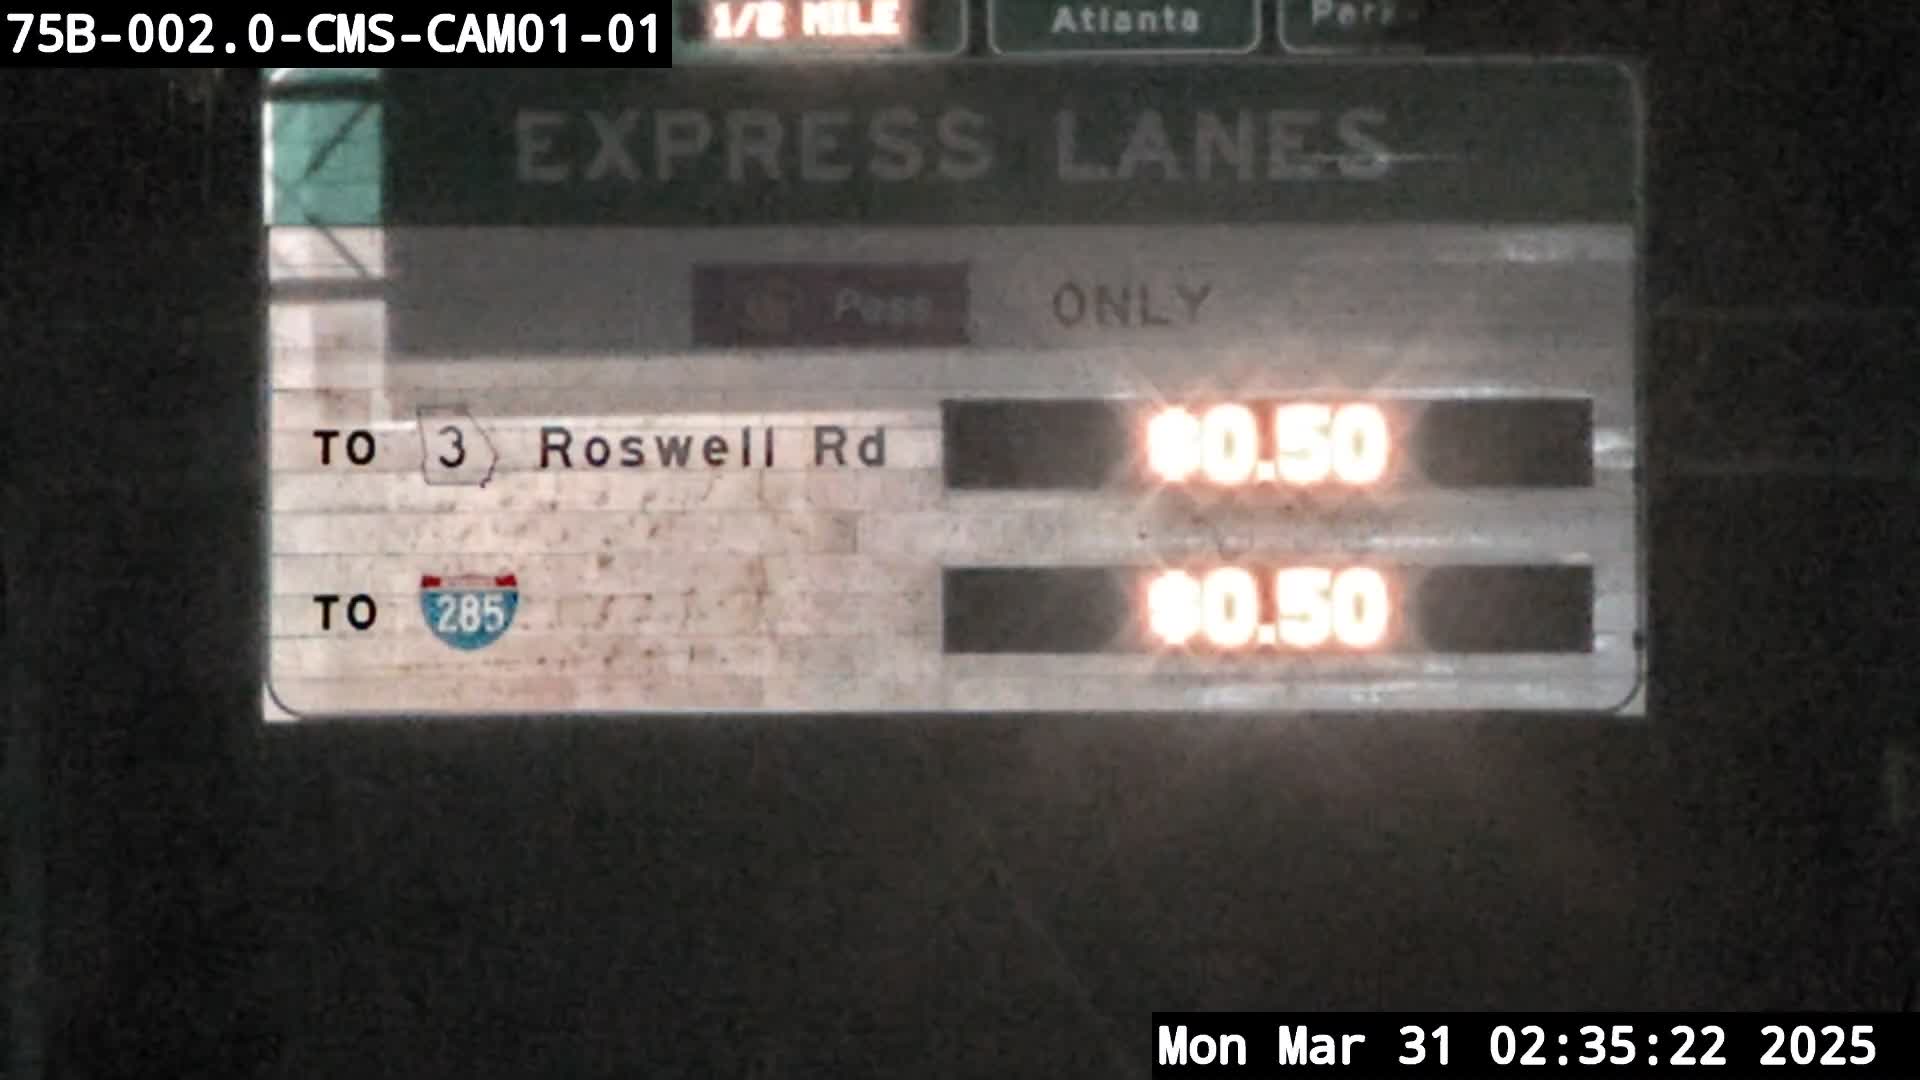 75B-002.0-CMS-CAM01-01
1/2 MILE
Atlanta
EXPRESS LANES
Pass ONLY
TO 3 Roswell Rd $0.50
TO 285 $0.50
Mon Mar 31 02:35:22 2025